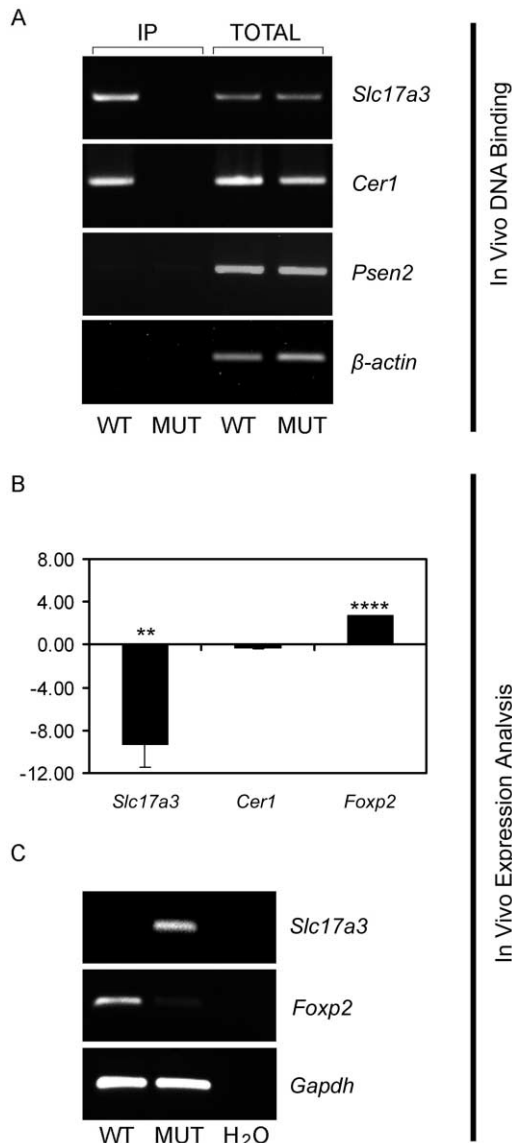 A
IP TOTAL
Slc17a3
Cer1
Psen2
β-actin
WT MUT WT MUT
In Vivo DNA Binding
B
8.00
4.00
0.00
-4.00
-8.00
-12.00
**
****
Slc17a3 Cer1 Foxp2
C
Slc17a3
Foxp2
Gapdh
WT MUT H₂O
In Vivo Expression Analysis